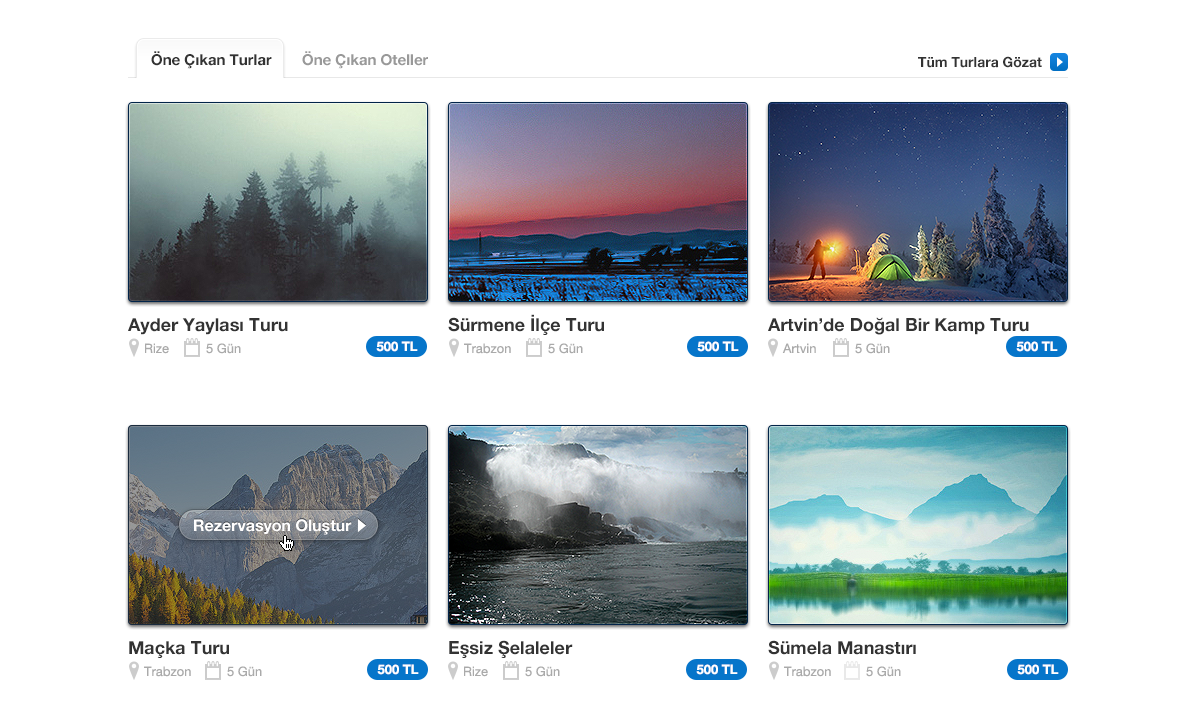 Öne Çıkan Turlar
Öne Çıkan Oteller
Tüm Turlara Gözat
Ayder Yaylası Turu
Rize
5 Gün
500 TL
Sürmene İlçe Turu
Trabzon
5 Gün
500 TL
Artvin’de Doğal Bir Kamp Turu
Artvin
5 Gün
500 TL
Rezervasyon Oluştur
Maçka Turu
Trabzon
5 Gün
500 TL
Eşsiz Şelaleler
Rize
5 Gün
500 TL
Sümela Manastırı
Trabzon
5 Gün
500 TL